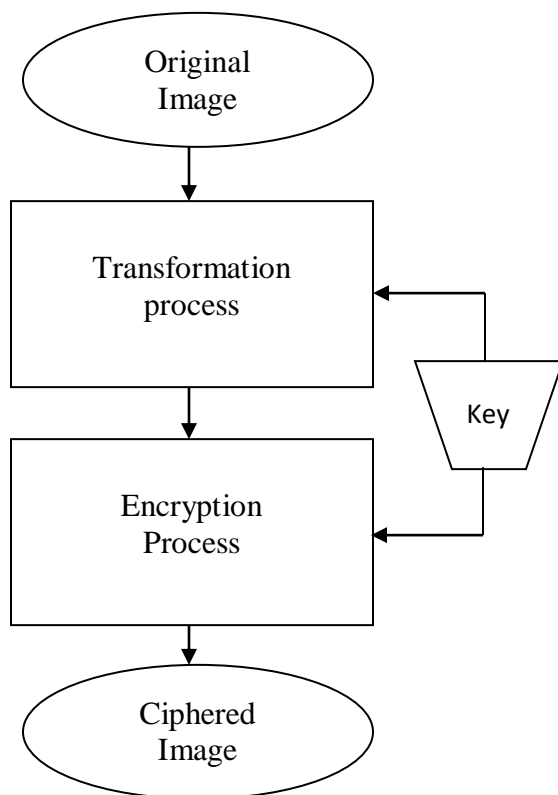 Original
Image
Transformation
process
Key
Encryption
Process
Ciphered
Image